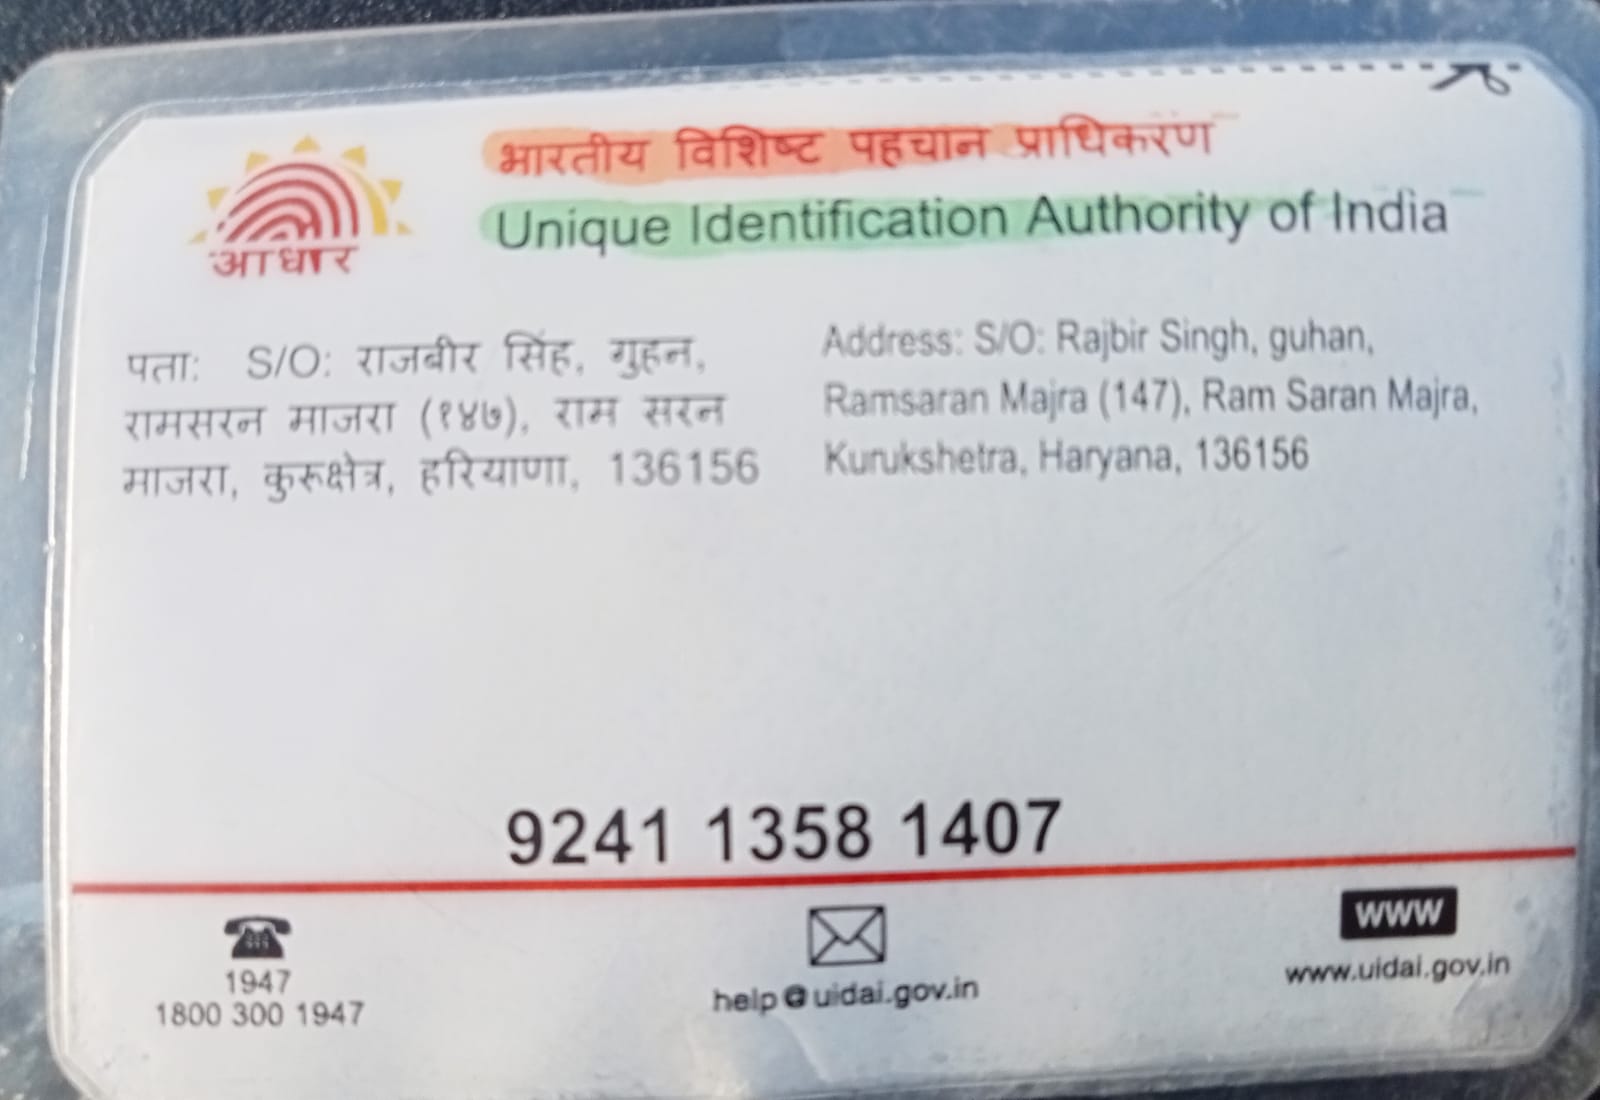 आधार
भारतीय विशिष्ट पहचान प्राधिकरण
Unique Identification Authority of India
पता: S/O: राजबीर सिंह, गुहन,
रामसरन माजरा (१४७), राम सरन
माजरा, कुरूक्षेत्र, हरियाणा, 136156
Address: S/O: Rajbir Singh, guhan,
Ramsaran Majra (147), Ram Saran Majra,
Kurukshetra, Haryana, 136156
9241 1358 1407
1947
1800 300 1947
help@uidai.gov.in
WWW
www.uidai.gov.in